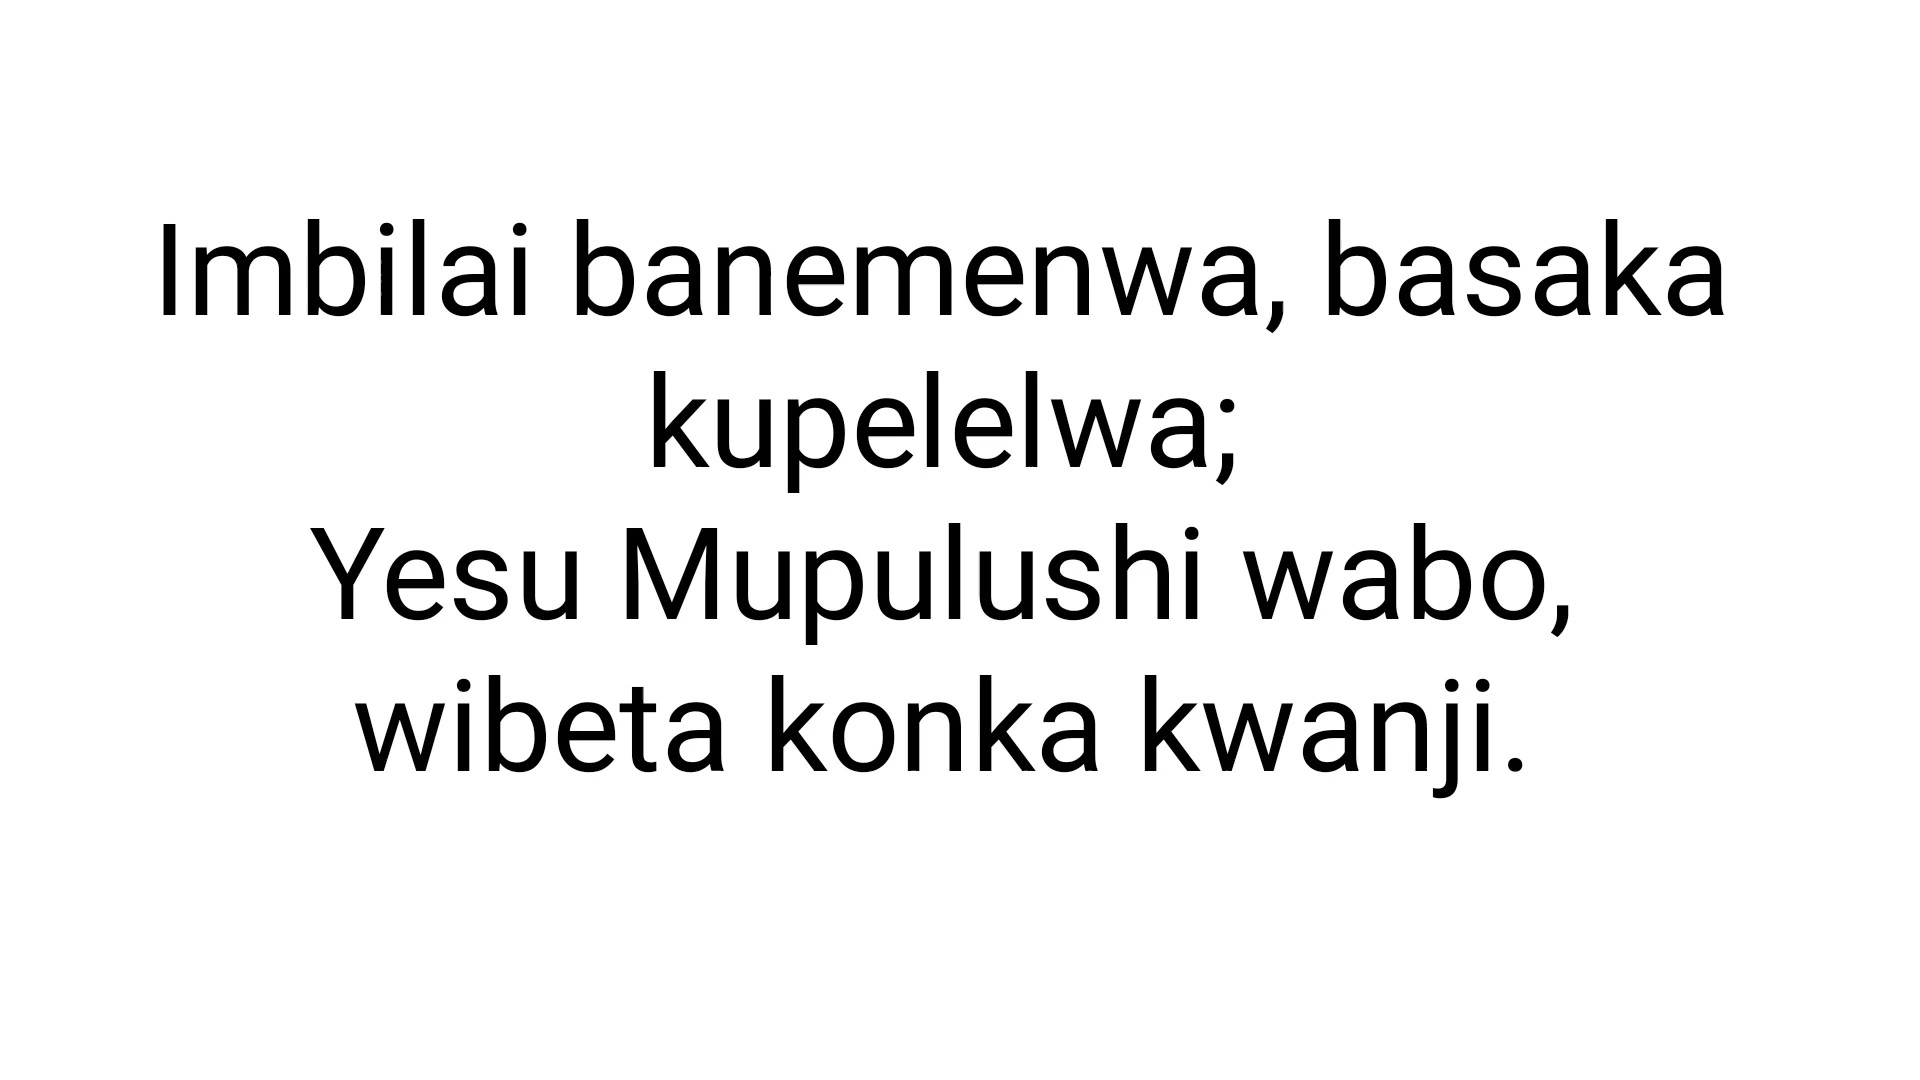 Imbilai banemenwa, basaka
kupelelwa;
Yesu Mupulushi wabo,
wibeta konka kwanji.